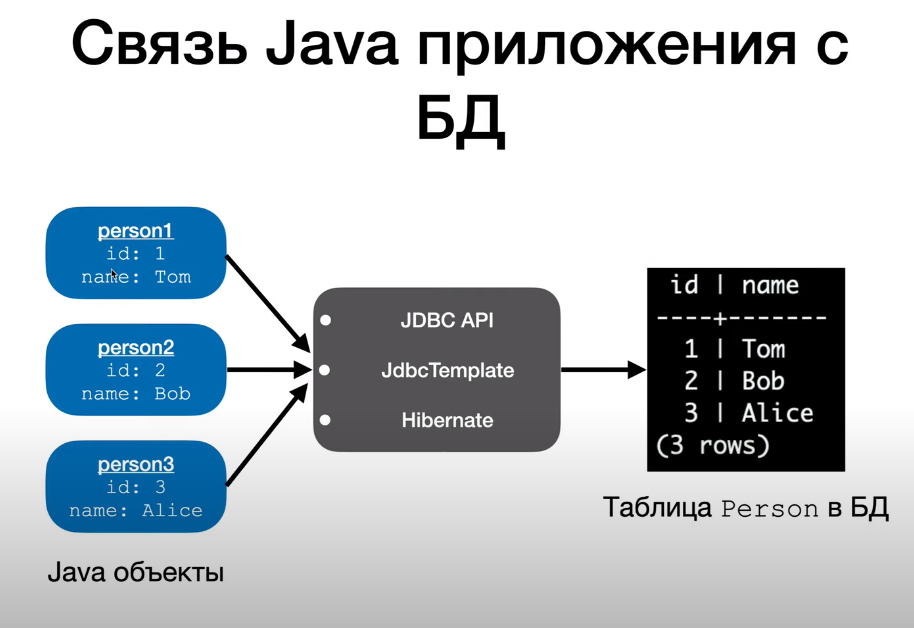 Связь Java приложения с
БД
person1
id: 1
name: Tom
person2
id: 2
name: Bob
person3
id: 3
name: Alice
Java объекты
JDBC API
JdbcTemplate
Hibernate
id | name
----+-------
1 | Tom
2 | Bob
3 | Alice
(3 rows)
Таблица Person в БД